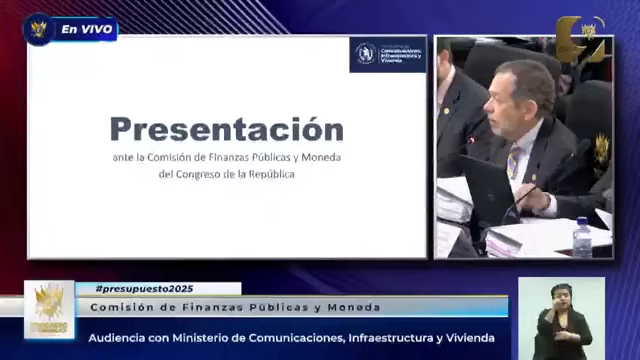 En VIVO
Comunicaciones,
Infraestructura y
Vivienda
Presentación
ante la Comisión de Finanzas Públicas y Moneda
del Congreso de la República
#presupuesto2025
Comisión de Finanzas Públicas y Moneda
Audiencia con Ministerio de Comunicaciones, Infraestructura y Vivienda